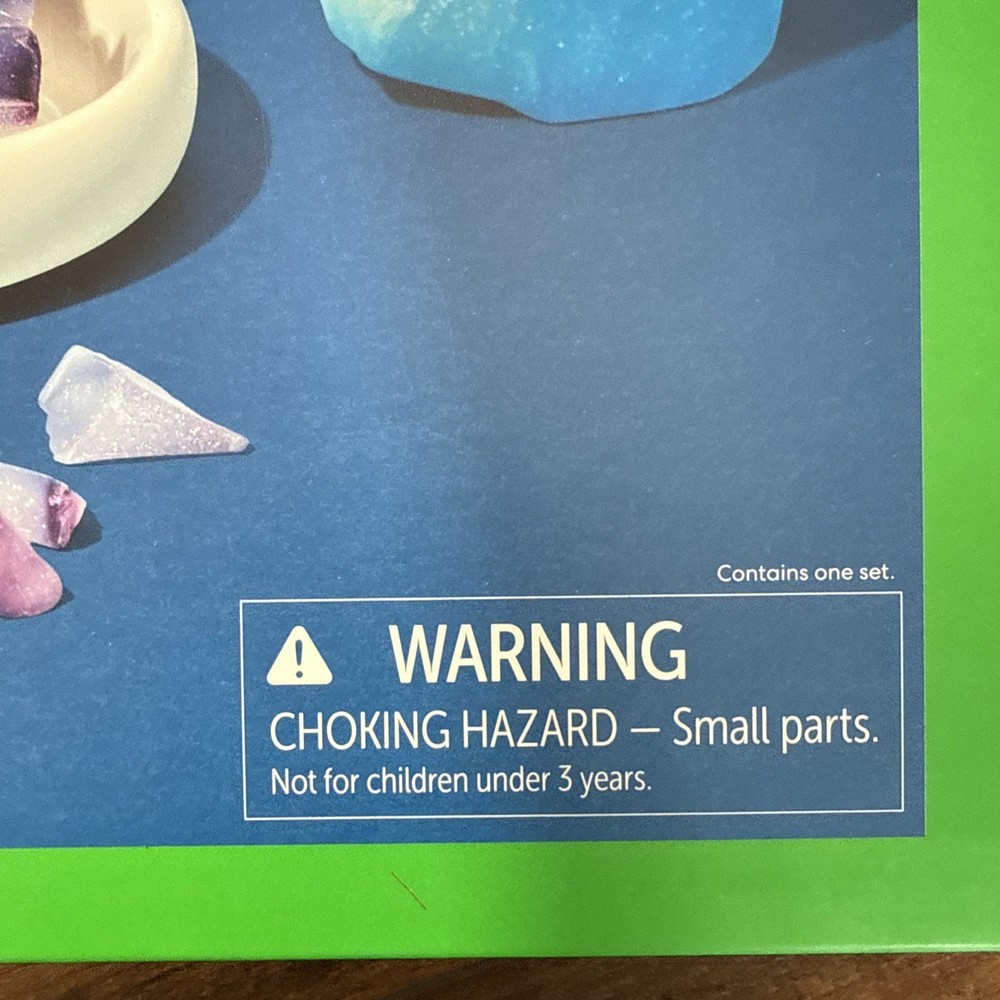 Contains one set.
WARNING
CHOKING HAZARD – Small parts.
Not for children under 3 years.